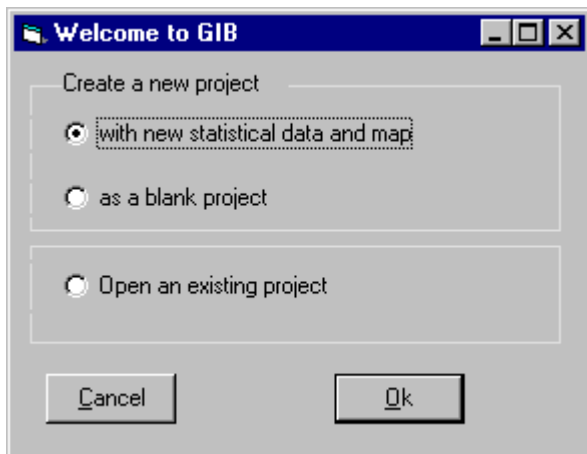 Welcome to GIB
Create a new project
with new statistical data and map
as a blank project
Open an existing project
Cancel
Ok